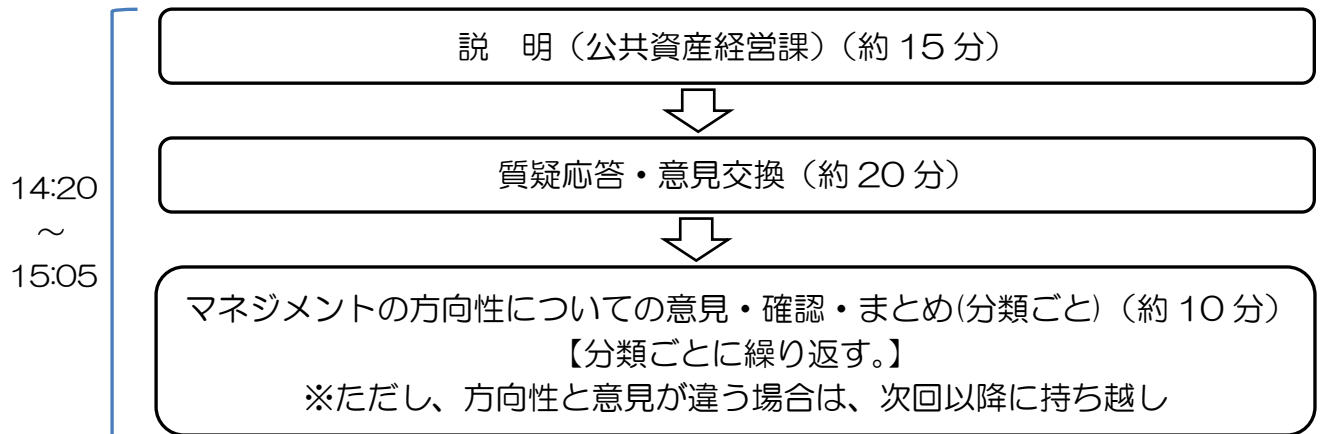 説　明（公共資産経営課）（約 15 分）
質疑応答・意見交換（約 20 分）
14:20
～
15:05
マネジメントの方向性についての意見・確認・まとめ(分類ごと)（約 10 分）
【分類ごとに繰り返す。】
※ただし、方向性と意見が違う場合は、次回以降に持ち越し